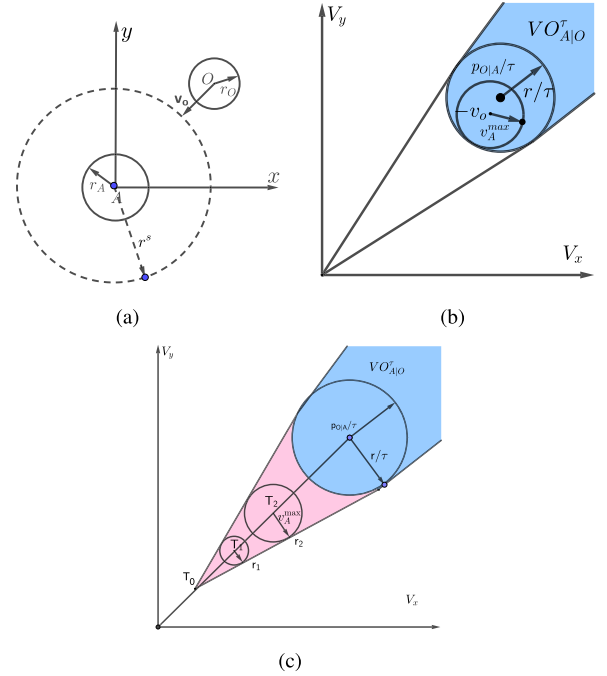 y
O
r_O
v_o
x
r_A
A
r^s
(a)
V_y
VO^τ_{A|O}
p_{O|A}/τ
r/τ
−v_o
v_A^{max}
V_x
(b)
V_y
VO^τ_{A|O}
p_{O|A}/τ
r/τ
T_2
v_A^{max}
T_1
r_2
r_1
T_0
V_x
(c)